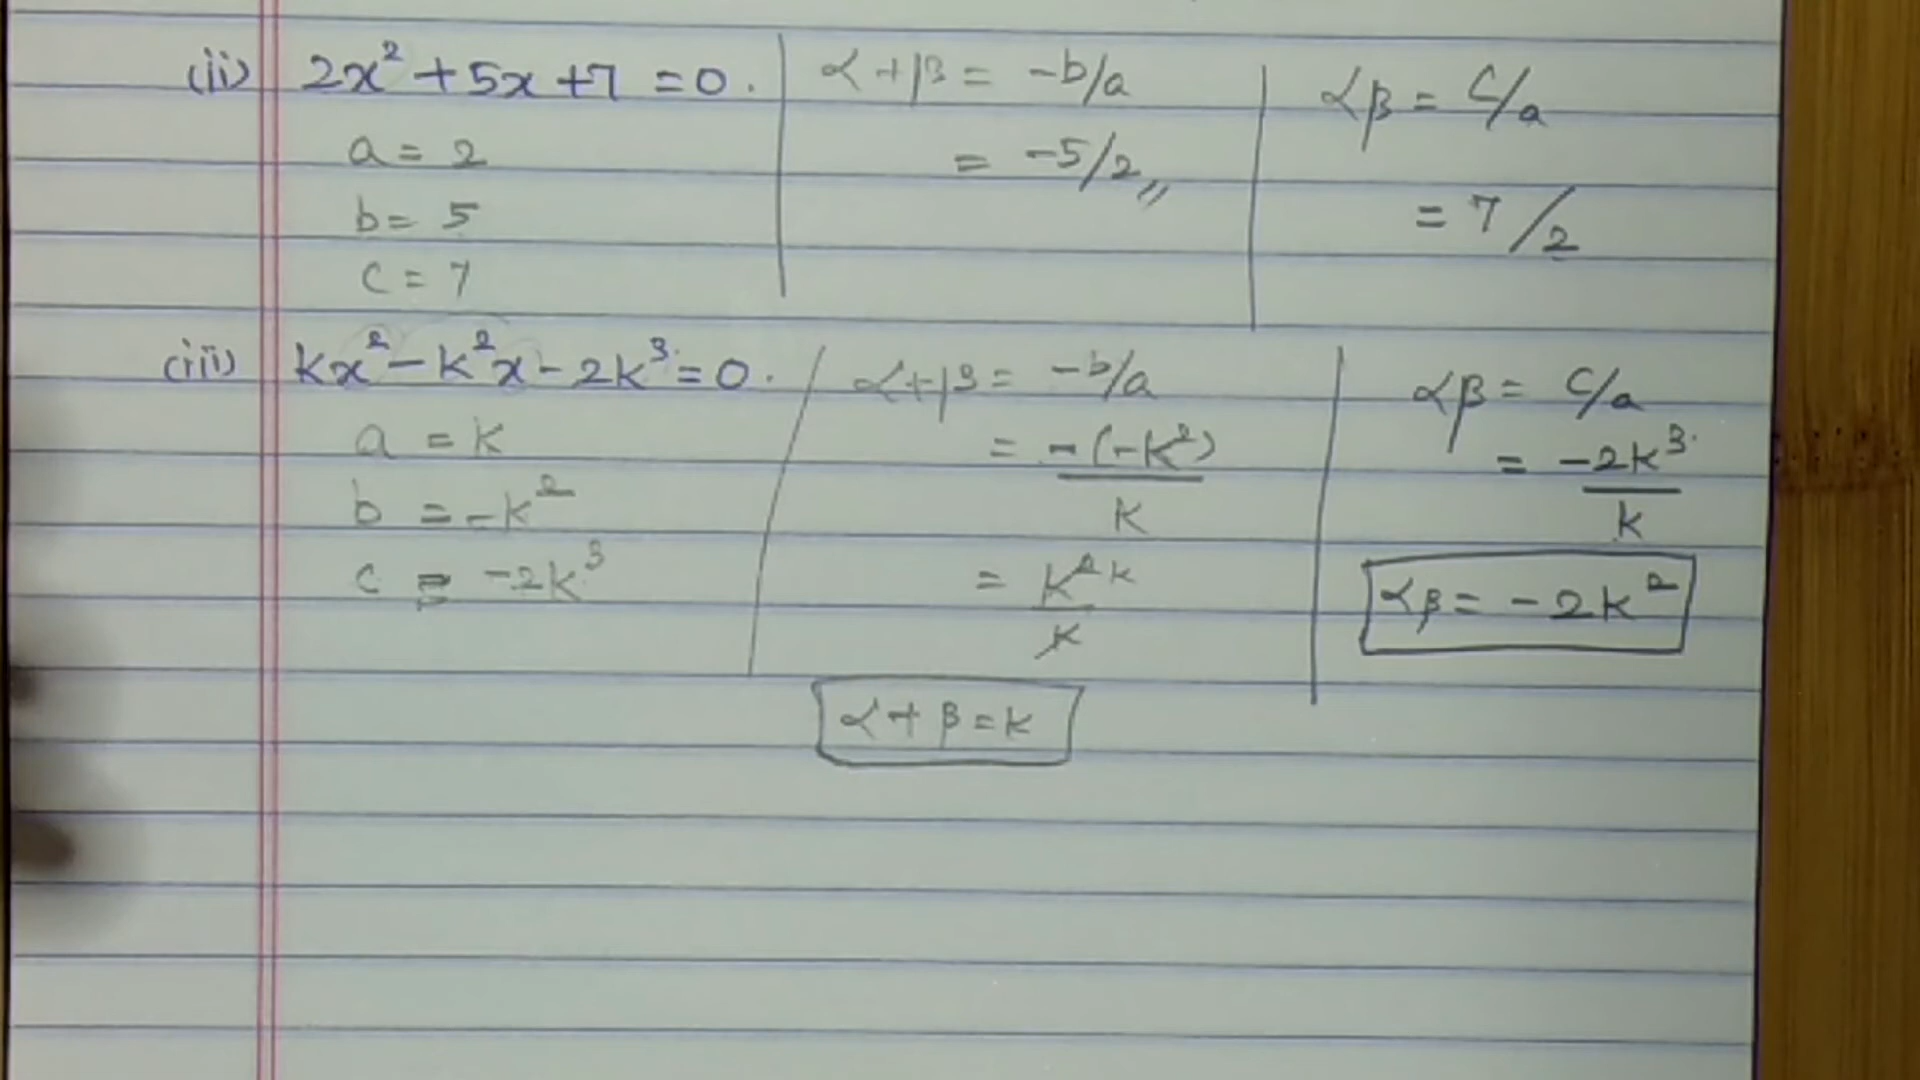 (ii) 2x² + 5x + 7 = 0.
a = 2
b = 5
c = 7
α + β = -b/a
= -5/2,,
αβ = c/a
= 7/2
(iii) kx² - k²x - 2k³ = 0.
a = k
b = -k²
c = -2k³
α + β = -b/a
= -(-k²)
k
= k² k
k
α + β = k
αβ = c/a
= -2k³
k
αβ = -2k²